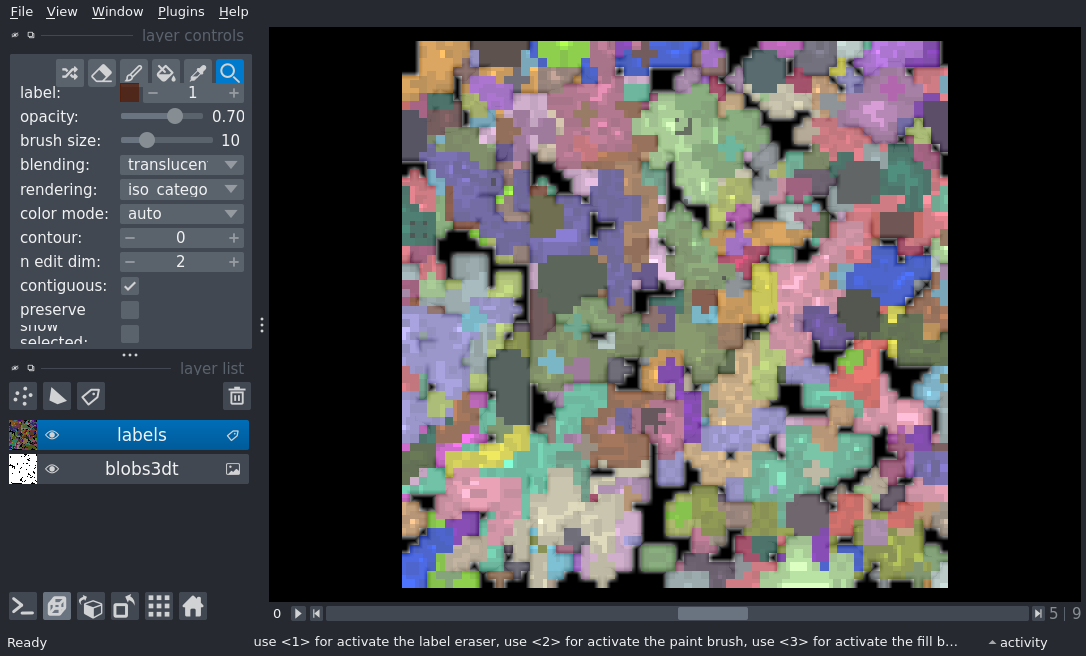 File View Window Plugins Help
layer controls
label: 1
opacity: 0.70
brush size: 10
blending: translucen
rendering: iso_catego
color mode: auto
contour: 0
n edit dim: 2
contiguous:
preserve
show
selected:
layer list
labels
blobs3dt
0 5 | 9
Ready use <1> for activate the label eraser, use <2> for activate the paint brush, use <3> for activate the fill b... activity